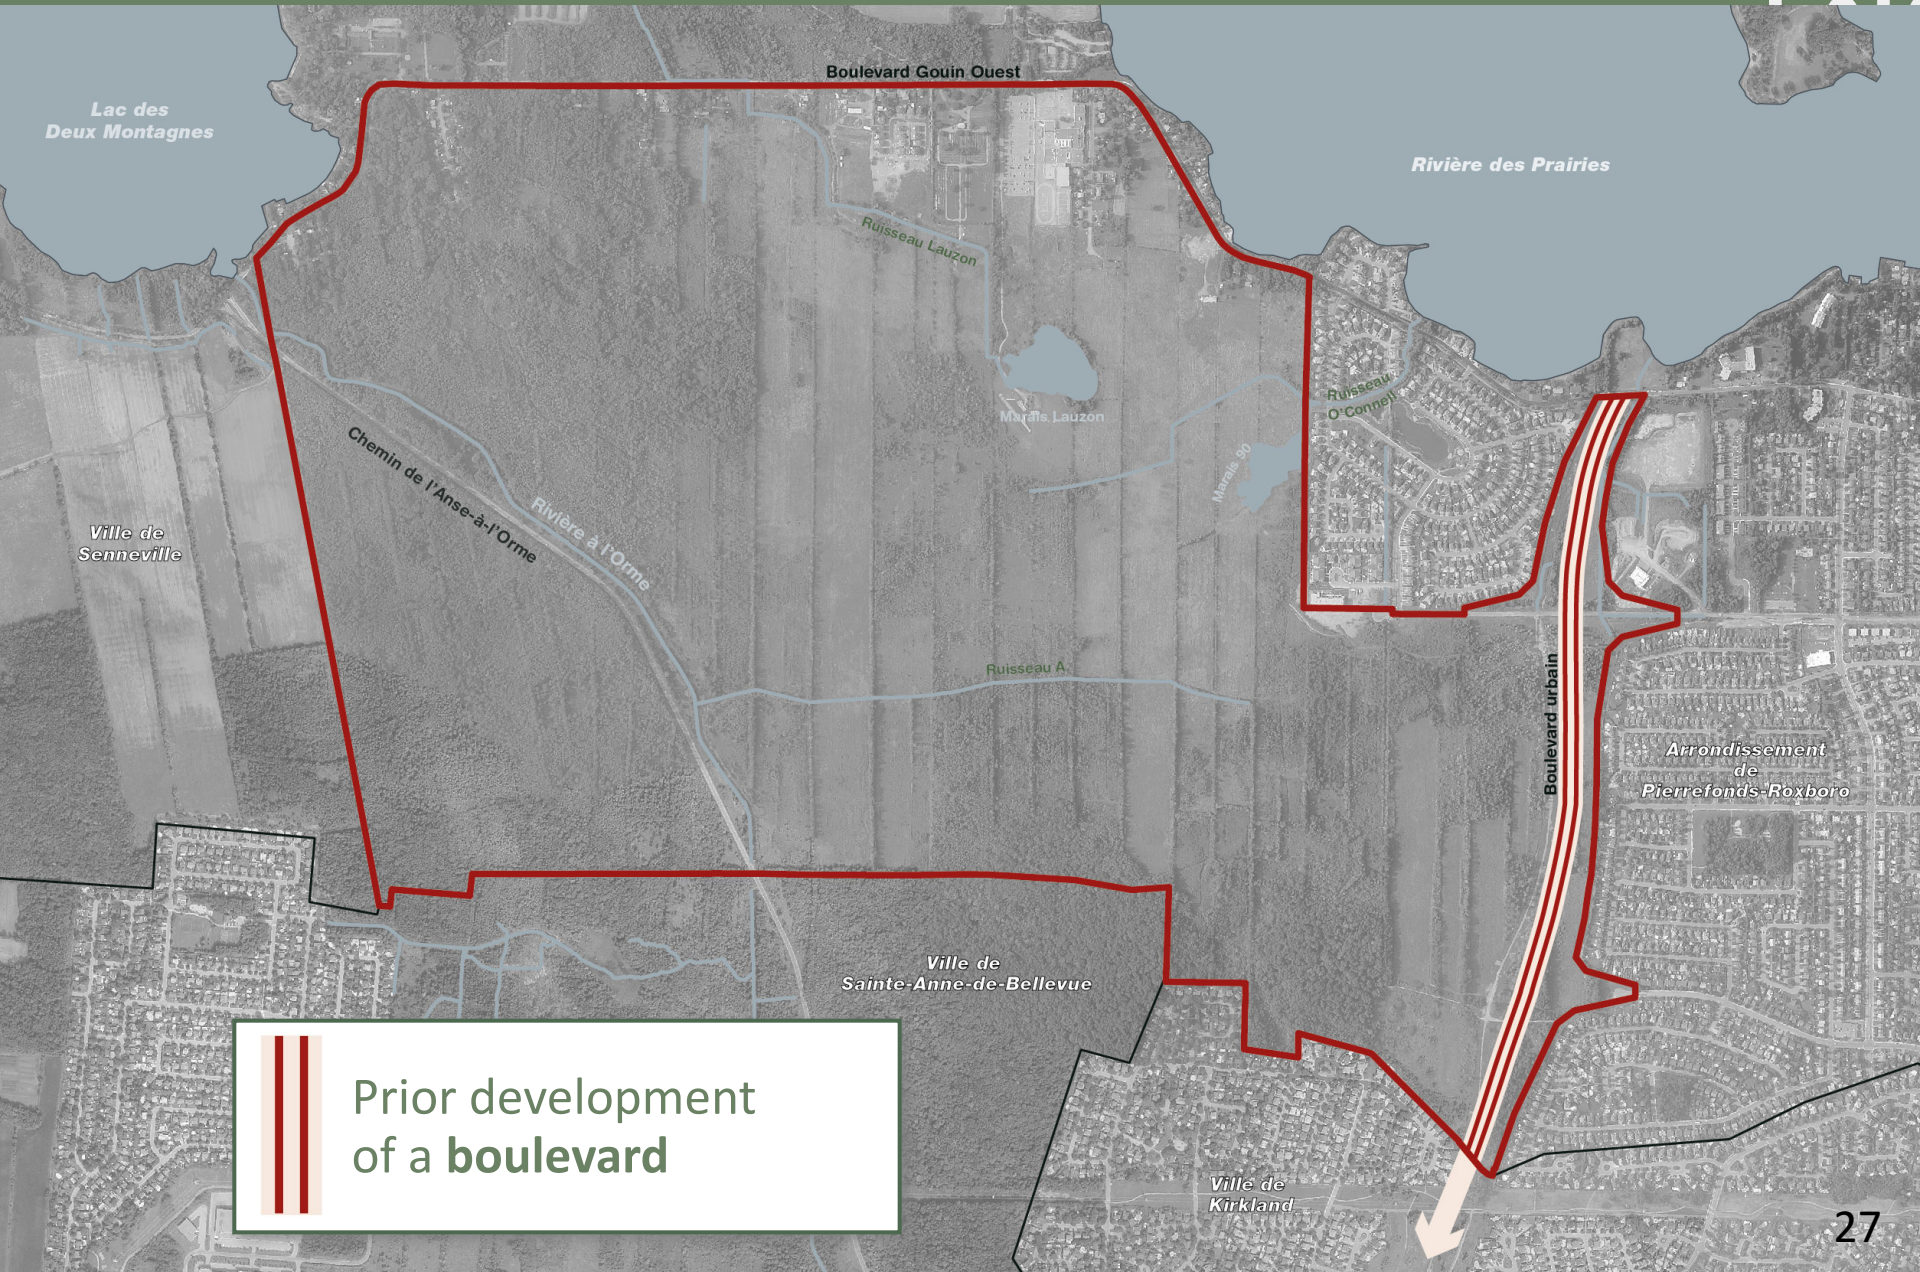 Boulevard Gouin Ouest
Lac des
Deux Montagnes
Rivière des Prairies
Ruisseau Lauzon
Marais Lauzon
Ruisseau
O'Connell
Marais 90
Chemin de l'Anse-à-l'Orme
Rivière à l'Orme
Ville de
Senneville
Ruisseau A
Boulevard urbain
Arrondissement
de
Pierrefonds-Roxboro
Ville de
Sainte-Anne-de-Bellevue
Prior development
of a boulevard
Ville de
Kirkland
27